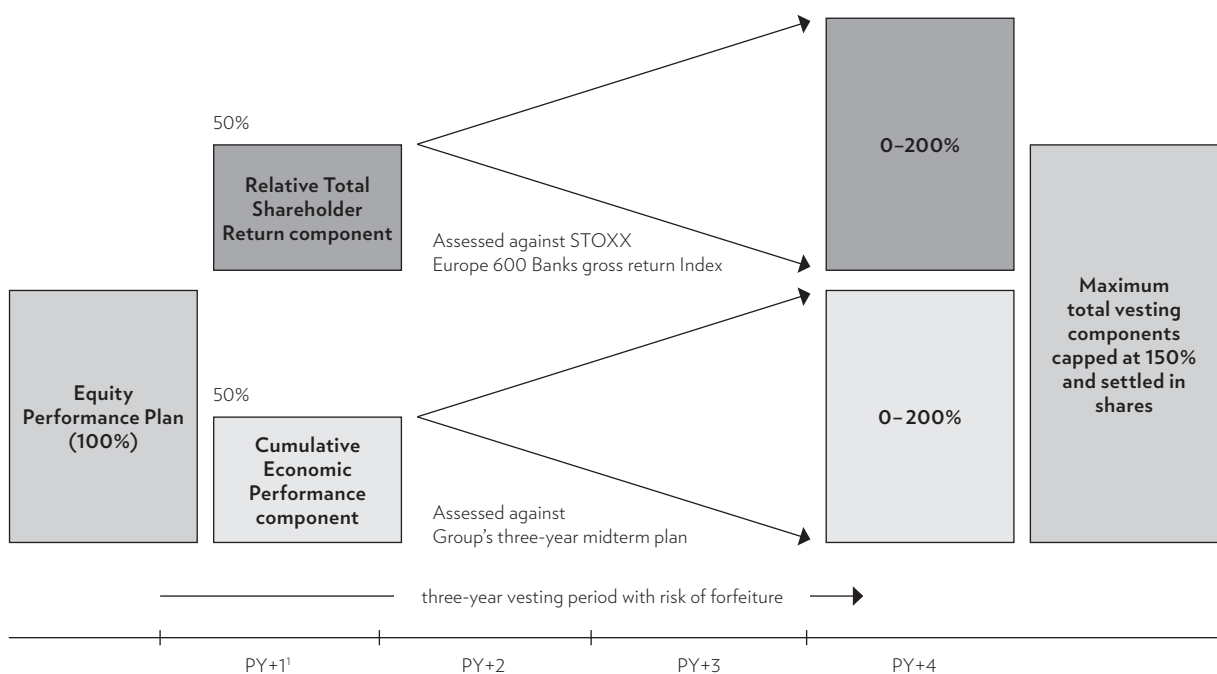 50%
Relative Total
Shareholder
Return component
Assessed against STOXX
Europe 600 Banks gross return Index
0–200%
Equity
Performance Plan
(100%)
50%
Cumulative
Economic
Performance
component
Assessed against
Group’s three-year midterm plan
0–200%
Maximum
total vesting
components
capped at 150%
and settled in
shares
three-year vesting period with risk of forfeiture
PY+1¹
PY+2
PY+3
PY+4